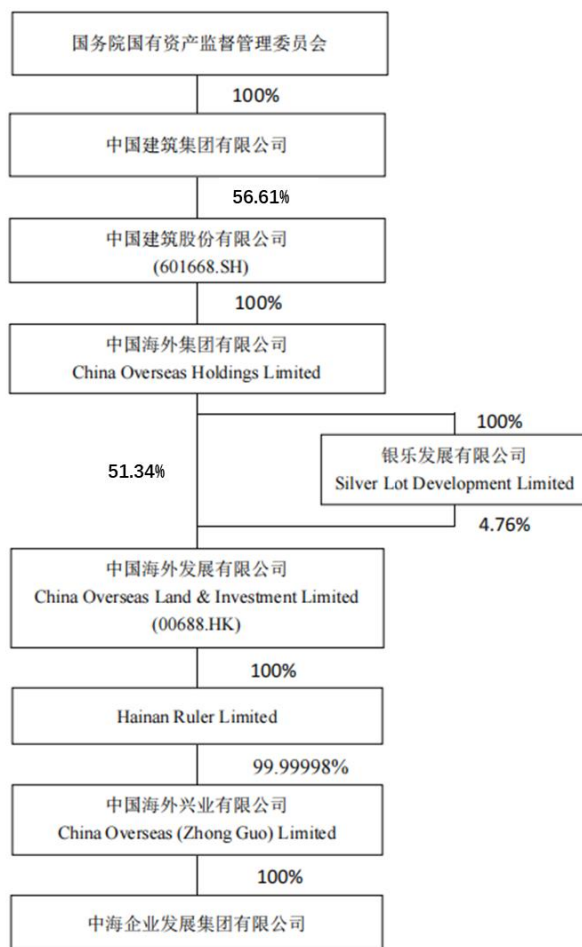 国务院国有资产监督管理委员会
100%
中国建筑集团有限公司
56.61%
中国建筑股份有限公司
(601668.SH)
100%
中国海外集团有限公司
China Overseas Holdings Limited
100%
银乐发展有限公司
Silver Lot Development Limited
51.34%
4.76%
中国海外发展有限公司
China Overseas Land & Investment Limited
(00688.HK)
100%
Hainan Ruler Limited
99.99998%
中国海外兴业有限公司
China Overseas (Zhong Guo) Limited
100%
中海企业发展集团有限公司